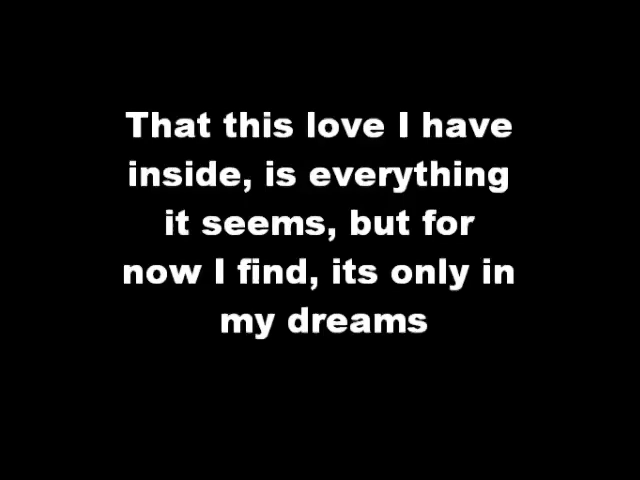 That this love I have
inside, is everything
it seems, but for
now I find, its only in
my dreams